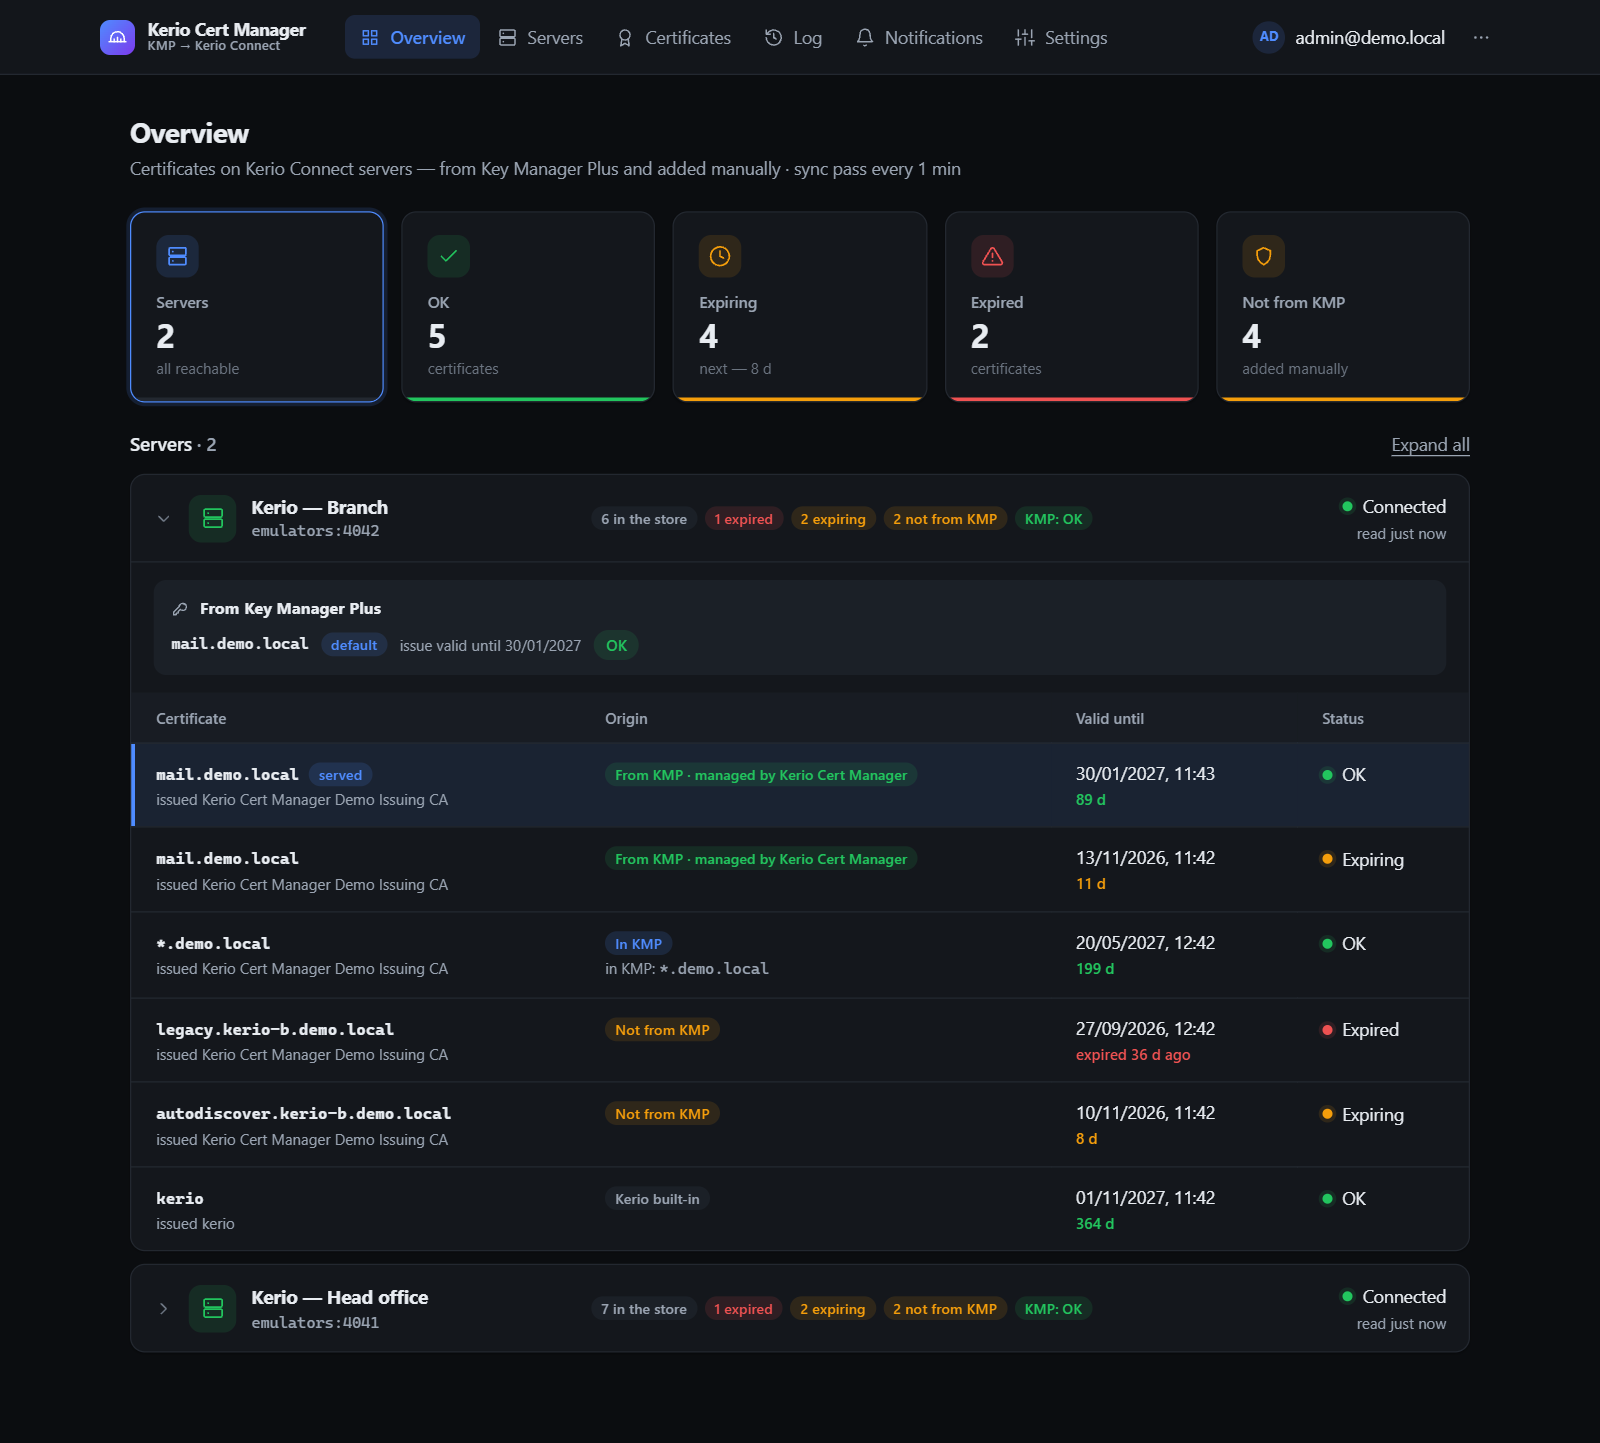 Kerio Cert Manager
KMP → Kerio Connect
Overview
Servers
Certificates
Log
Notifications
Settings
AD
admin@demo.local
···
Overview
Certificates on Kerio Connect servers — from Key Manager Plus and added manually · sync pass every 1 min
Servers
2
all reachable
OK
5
certificates
Expiring
4
next — 8 d
Expired
2
certificates
Not from KMP
4
added manually
Servers · 2
Expand all
Kerio — Branch
emulators:4042
6 in the store
1 expired
2 expiring
2 not from KMP
KMP: OK
Connected
read just now
From Key Manager Plus
mail.demo.local default issue valid until 30/01/2027 OK
Certificate Origin Valid until Status
mail.demo.local served
issued Kerio Cert Manager Demo Issuing CA
From KMP · managed by Kerio Cert Manager
30/01/2027, 11:43
89 d
OK
mail.demo.local
issued Kerio Cert Manager Demo Issuing CA
From KMP · managed by Kerio Cert Manager
13/11/2026, 11:42
11 d
Expiring
*.demo.local
issued Kerio Cert Manager Demo Issuing CA
In KMP
in KMP: *.demo.local
20/05/2027, 12:42
199 d
OK
legacy.kerio-b.demo.local
issued Kerio Cert Manager Demo Issuing CA
Not from KMP
27/09/2026, 12:42
expired 36 d ago
Expired
autodiscover.kerio-b.demo.local
issued Kerio Cert Manager Demo Issuing CA
Not from KMP
10/11/2026, 11:42
8 d
Expiring
kerio
issued kerio
Kerio built-in
01/11/2027, 11:42
364 d
OK
Kerio — Head office
emulators:4041
7 in the store
1 expired
2 expiring
2 not from KMP
KMP: OK
Connected
read just now